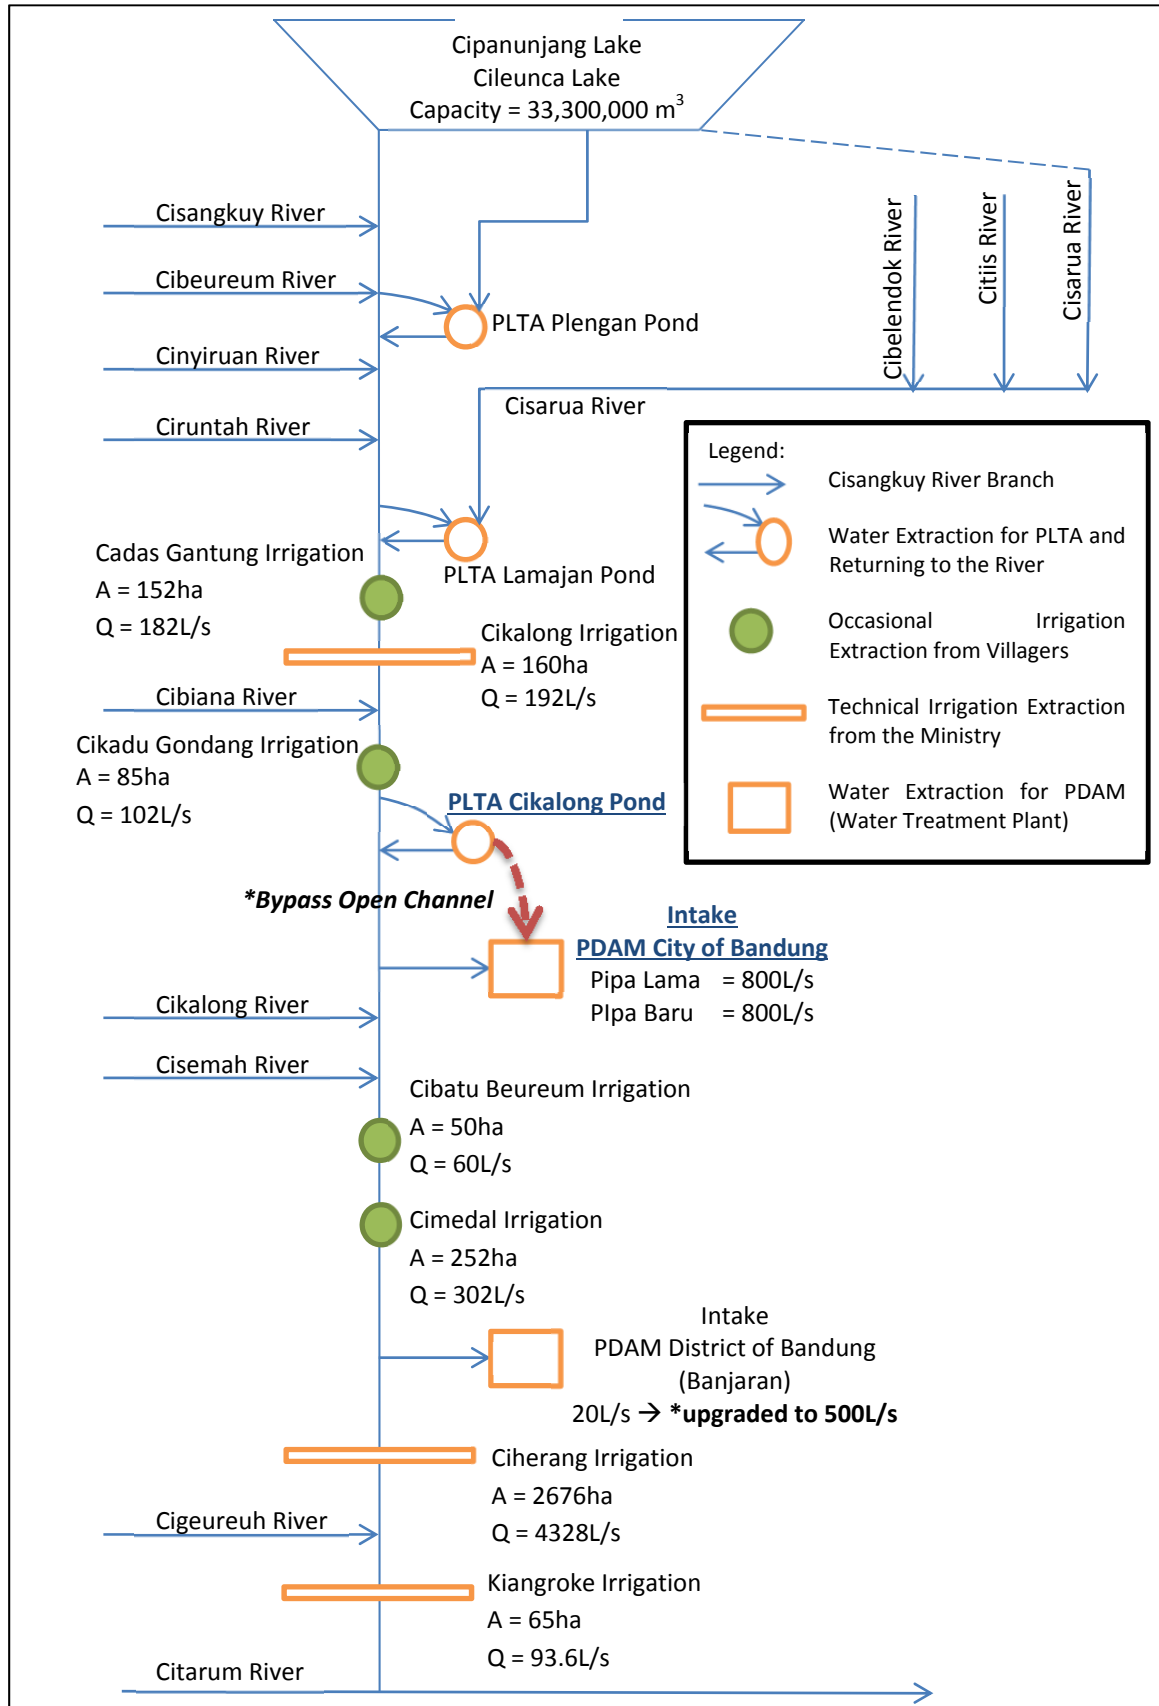 Cipanunjang Lake
Cileunca Lake
Capacity = 33,300,000 m³
Cisangkuy River
Cibeureum River
PLTA Plengan Pond
Cinyiruan River
Ciruntah River
Cibelendok River
Citiis River
Cisarua River
Cisarua River
PLTA Lamajan Pond
Cadas Gantung Irrigation
A = 152ha
Q = 182L/s
Cikalong Irrigation
A = 160ha
Q = 192L/s
Cibiana River
Cikadu Gondang Irrigation
A = 85ha
Q = 102L/s
PLTA Cikalong Pond
*Bypass Open Channel
Intake
PDAM City of Bandung
Pipa Lama = 800L/s
PIpa Baru = 800L/s
Cikalong River
Cisemah River
Cibatu Beureum Irrigation
A = 50ha
Q = 60L/s
Cimedal Irrigation
A = 252ha
Q = 302L/s
Intake
PDAM District of Bandung
(Banjaran)
20L/s → *upgraded to 500L/s
Ciherang Irrigation
A = 2676ha
Q = 4328L/s
Cigeureuh River
Kiangroke Irrigation
A = 65ha
Q = 93.6L/s
Citarum River
Legend:
Cisangkuy River Branch
Water Extraction for PLTA and
Returning to the River
Occasional Irrigation
Extraction from Villagers
Technical Irrigation Extraction
from the Ministry
Water Extraction for PDAM
(Water Treatment Plant)